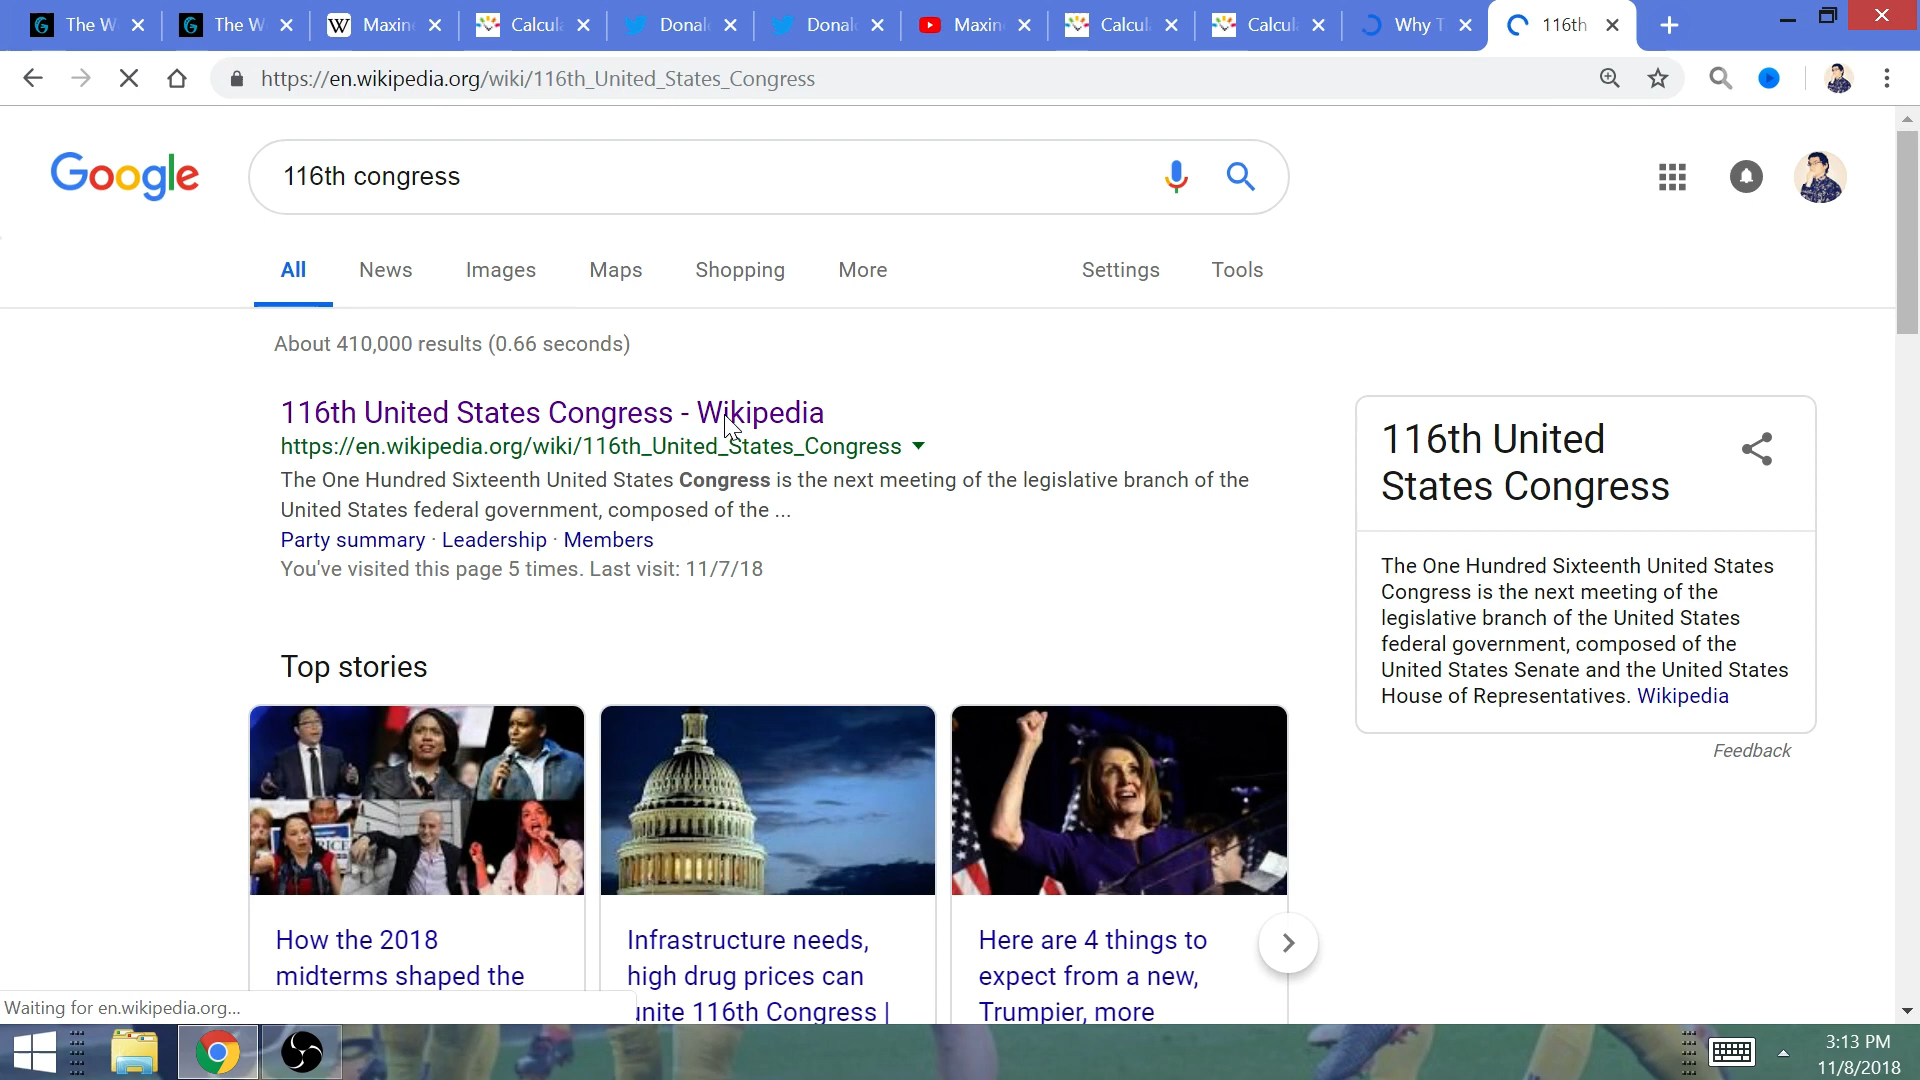 The W
The W
Maxin
Calcul
Donal
Donal
Maxin
Calcul
Calcul
Why T
116th
https://en.wikipedia.org/wiki/116th_United_States_Congress
Google
116th congress
All
News
Images
Maps
Shopping
More
Settings
Tools
About 410,000 results (0.66 seconds)
116th United States Congress - Wikipedia
https://en.wikipedia.org/wiki/116th_United_States_Congress
The One Hundred Sixteenth United States Congress is the next meeting of the legislative branch of the
United States federal government, composed of the ...
Party summary · Leadership · Members
You've visited this page 5 times. Last visit: 11/7/18
116th United
States Congress
The One Hundred Sixteenth United States
Congress is the next meeting of the
legislative branch of the United States
federal government, composed of the
United States Senate and the United States
House of Representatives. Wikipedia
Feedback
Top stories
How the 2018
midterms shaped the
Infrastructure needs,
high drug prices can
unite 116th Congress |
Here are 4 things to
expect from a new,
Trumpier, more
Waiting for en.wikipedia.org...
3:13 PM
11/8/2018